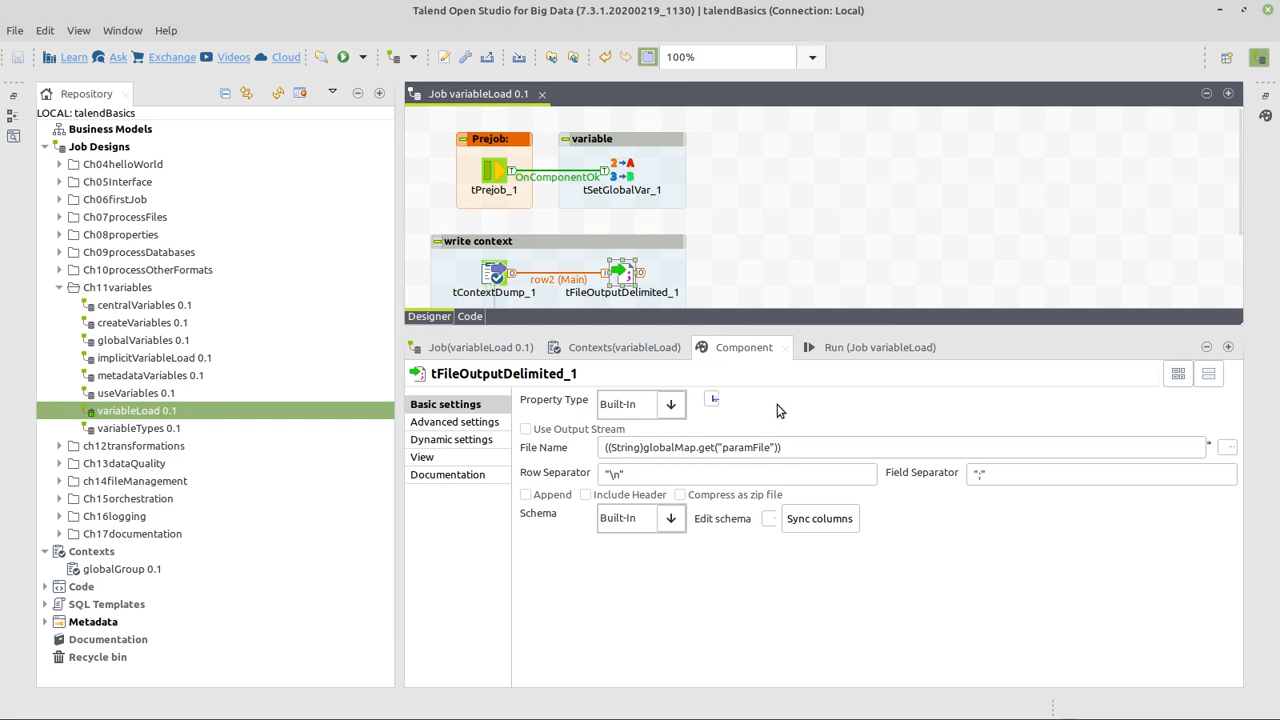 Talend Open Studio for Big Data (7.3.1.20200219_1130) | talendBasics (Connection: Local)
File Edit View Window Help
Learn Ask Exchange Videos Cloud 100%
Repository
LOCAL: talendBasics
Business Models
Job Designs
Ch04helloWorld
Ch05Interface
Ch06firstJob
Ch07processFiles
Ch08properties
Ch09processDatabases
Ch10processOtherFormats
Ch11variables
centralVariables 0.1
createVariables 0.1
globalVariables 0.1
implicitVariableLoad 0.1
metadataVariables 0.1
useVariables 0.1
variableLoad 0.1
variableTypes 0.1
ch12transformations
Ch13dataQuality
ch14fileManagement
Ch15orchestration
Ch16logging
Ch17documentation
Contexts
globalGroup 0.1
Code
SQL Templates
Metadata
Documentation
Recycle bin
Job variableLoad 0.1
Prejob: variable
T OnComponentOk T 2 A 3 B
tPrejob_1 tSetGlobalVar_1
write context
row2 (Main)
tContextDump_1 tFileOutputDelimited_1
Designer Code
Job(variableLoad 0.1) Contexts(variableLoad) Component Run (Job variableLoad)
tFileOutputDelimited_1
Basic settings
Advanced settings
Dynamic settings
View
Documentation
Property Type Built-In
Use Output Stream
File Name ((String)globalMap.get("paramFile")) * ...
Row Separator "\n" Field Separator ";"
Append Include Header Compress as zip file
Schema Built-In Edit schema Sync columns